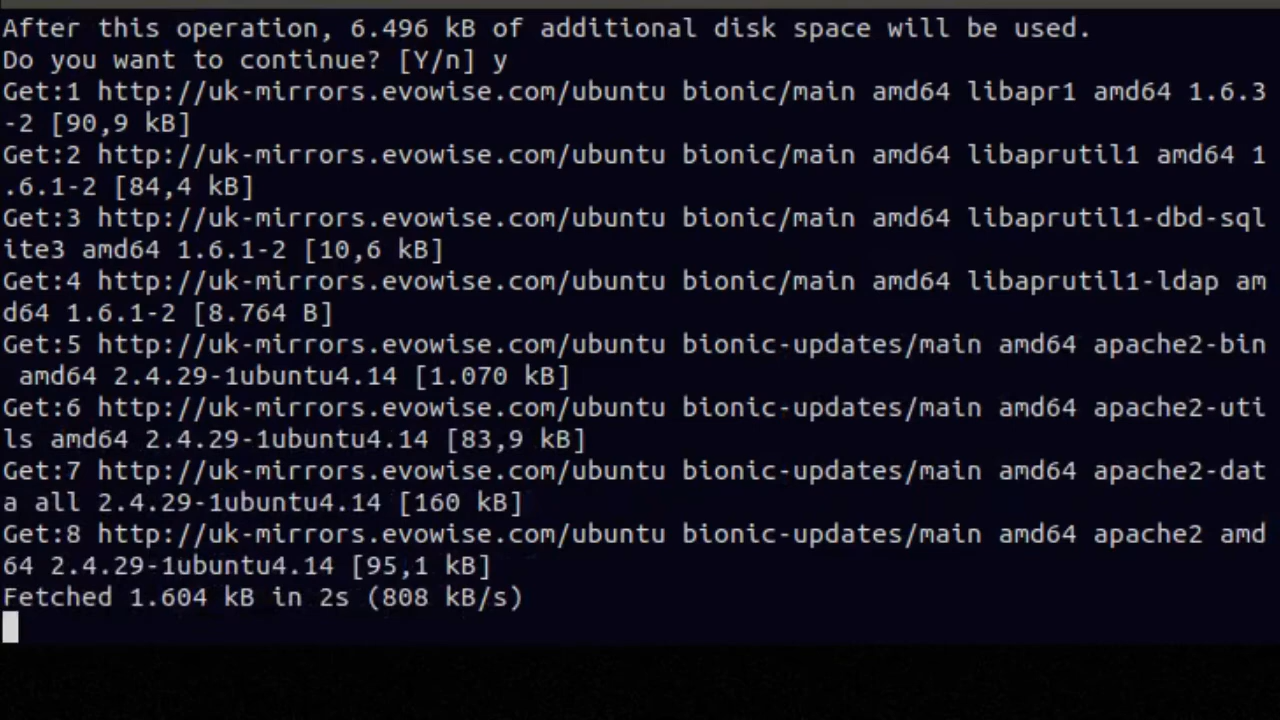 After this operation, 6.496 kB of additional disk space will be used.
Do you want to continue? [Y/n] y
Get:1 http://uk-mirrors.evowise.com/ubuntu bionic/main amd64 libapr1 amd64 1.6.3
-2 [90,9 kB]
Get:2 http://uk-mirrors.evowise.com/ubuntu bionic/main amd64 libaprutil1 amd64 1
.6.1-2 [84,4 kB]
Get:3 http://uk-mirrors.evowise.com/ubuntu bionic/main amd64 libaprutil1-dbd-sql
ite3 amd64 1.6.1-2 [10,6 kB]
Get:4 http://uk-mirrors.evowise.com/ubuntu bionic/main amd64 libaprutil1-ldap am
d64 1.6.1-2 [8.764 B]
Get:5 http://uk-mirrors.evowise.com/ubuntu bionic-updates/main amd64 apache2-bin
 amd64 2.4.29-1ubuntu4.14 [1.070 kB]
Get:6 http://uk-mirrors.evowise.com/ubuntu bionic-updates/main amd64 apache2-uti
ls amd64 2.4.29-1ubuntu4.14 [83,9 kB]
Get:7 http://uk-mirrors.evowise.com/ubuntu bionic-updates/main amd64 apache2-dat
a all 2.4.29-1ubuntu4.14 [160 kB]
Get:8 http://uk-mirrors.evowise.com/ubuntu bionic-updates/main amd64 apache2 amd
64 2.4.29-1ubuntu4.14 [95,1 kB]
Fetched 1.604 kB in 2s (808 kB/s)